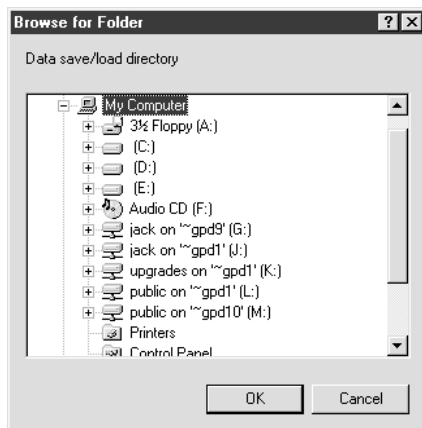 Browse for Folder
Data save/load directory
My Computer
3½ Floppy (A:)
(C:)
(D:)
(E:)
Audio CD (F:)
jack on '~gpd9' (G:)
jack on '~gpd1' (J:)
upgrades on '~gpd1' (K:)
public on '~gpd1' (L:)
public on '~gpd10' (M:)
Printers
Control Panel
OK Cancel